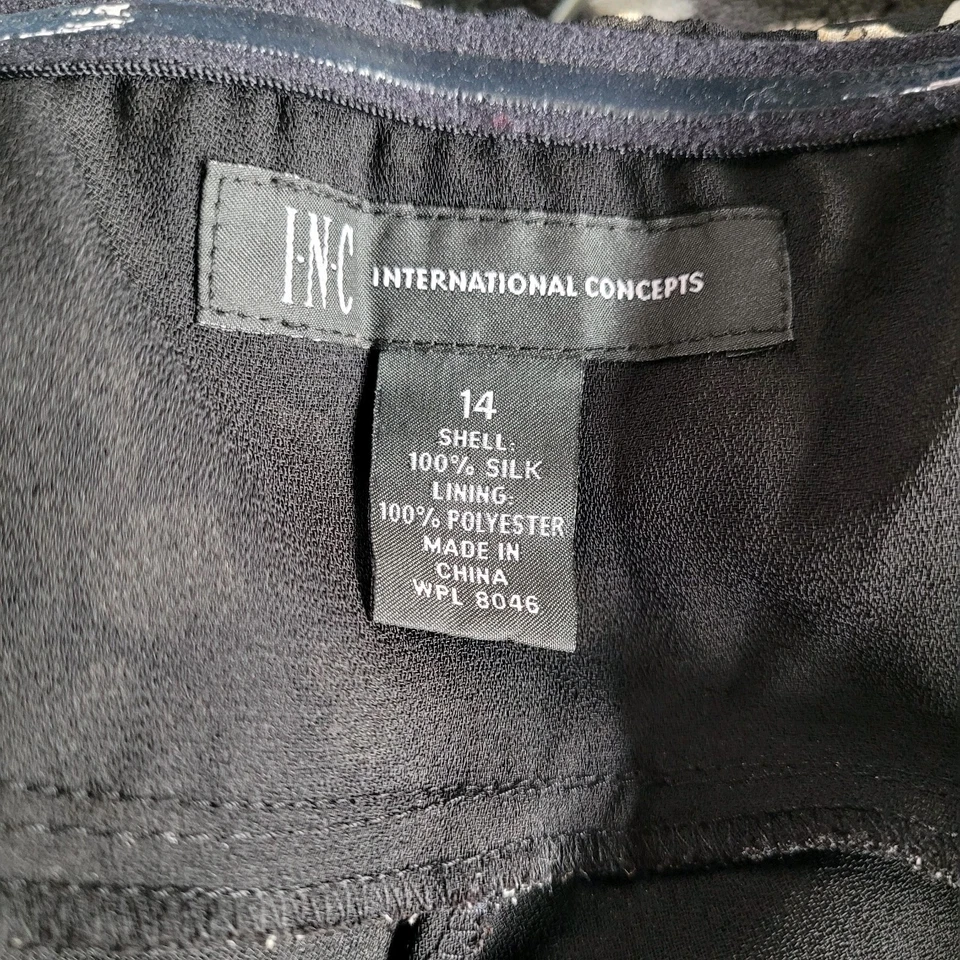 I·N·C INTERNATIONAL CONCEPTS
14
SHELL:
100% SILK
LINING:
100% POLYESTER
MADE IN
CHINA
WPL 8046